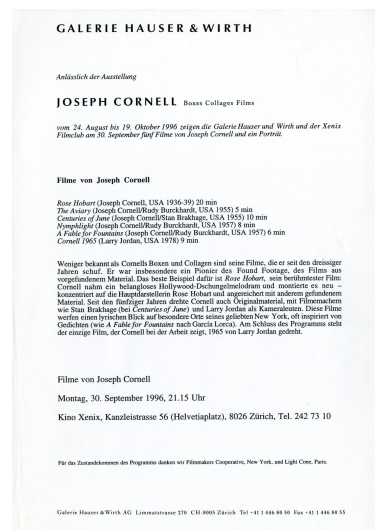 GALERIE HAUSER & WIRTH
Anlässlich der Ausstellung
JOSEPH CORNELL Boxes Collages Films
vom 24. August bis 19. Oktober 1996 zeigen die Galerie Hauser und Wirth und der Xenix
Filmclub am 30. September fünf Filme von Joseph Cornell und ein Porträt.
Filme von Joseph Cornell
Rose Hobart (Joseph Cornell, USA 1936-39) 20 min
The Aviary (Joseph Cornell/Rudy Burckhardt, USA 1955) 5 min
Centuries of June (Joseph Cornell/Stan Brakhage, USA 1955) 10 min
Nymphlight (Joseph Cornell/Rudy Burckhardt, USA 1957) 8 min
A Fable for Fountains (Joseph Cornell/Rudy Burckhardt, USA 1957) 6 min
Cornell 1965 (Larry Jordan, USA 1978) 9 min
Weniger bekannt als Cornells Boxen und Collagen sind seine Filme, die er seit den dreissiger
Jahren schuf. Er war insbesondere ein Pionier des Found Footage, des Films aus
vorgefundenem Material. Das beste Beispiel dafür ist Rose Hobart, sein berühmtester Film:
Cornell nahm ein belangloses Hollywood-Dschungelmelodram und montierte es neu –
konzentriert auf die Hauptdarstellerin Rose Hobart und angereichert mit anderem gefundenem
Material. Seit den fünfziger Jahren drehte Cornell auch Originalmaterial, mit Filmemachern
wie Stan Brakhage (bei Centuries of June) und Larry Jordan als Kameraleuten. Diese Filme
werfen einen lyrischen Blick auf besondere Orte seines geliebten New York, oft inspiriert von
Gedichten (wie A Fable for Fountains nach García Lorca). Am Schluss des Programms steht
der einzige Film, der Cornell bei der Arbeit zeigt, 1965 von Larry Jordan gedreht.
Filme von Joseph Cornell
Montag, 30. September 1996, 21.15 Uhr
Kino Xenix, Kanzleistrasse 56 (Helvetiaplatz), 8026 Zürich, Tel. 242 73 10
Für das Zustandekommen des Programms danken wir Filmmakers Cooperative, New York, und Light Cone, Paris.
Galerie Hauser & Wirth AG Limmatstrasse 270 CH-8005 Zürich Tel +41 1 446 80 50 Fax +41 1 446 80 55